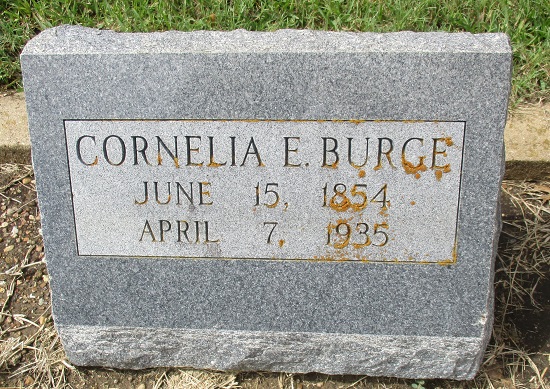 CORNELIA E. BURGE
JUNE 15, 1854
APRIL 7, 1935